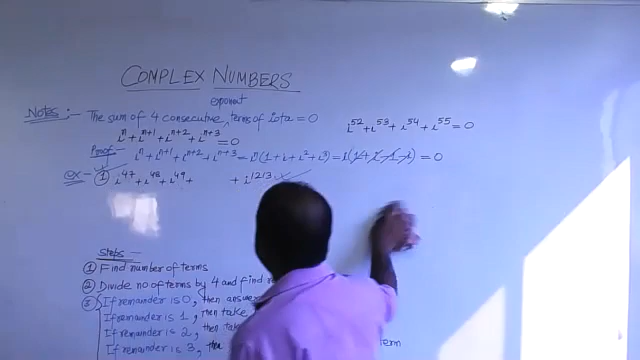 COMPLEX NUMBERS
Notes :- The sum of 4 consecutive exponent terms of iota = 0
i^n + i^(n+1) + i^(n+2) + i^(n+3) = 0
i^52 + i^53 + i^54 + i^55 = 0
Proof- i^n + i^(n+1) + i^(n+2) + i^(n+3) = i^n (1 + i + i^2 + i^3) = i(1 + i - 1 - i) = 0
Ex - ① i^47 + i^48 + i^49 + + i^1213
Steps
① Find number of terms
② Divide no of terms by 4 and find
③ If remainder is 0, then answer
If remainder is 1, then take
If remainder is 2, then take
If remainder is 3, then term